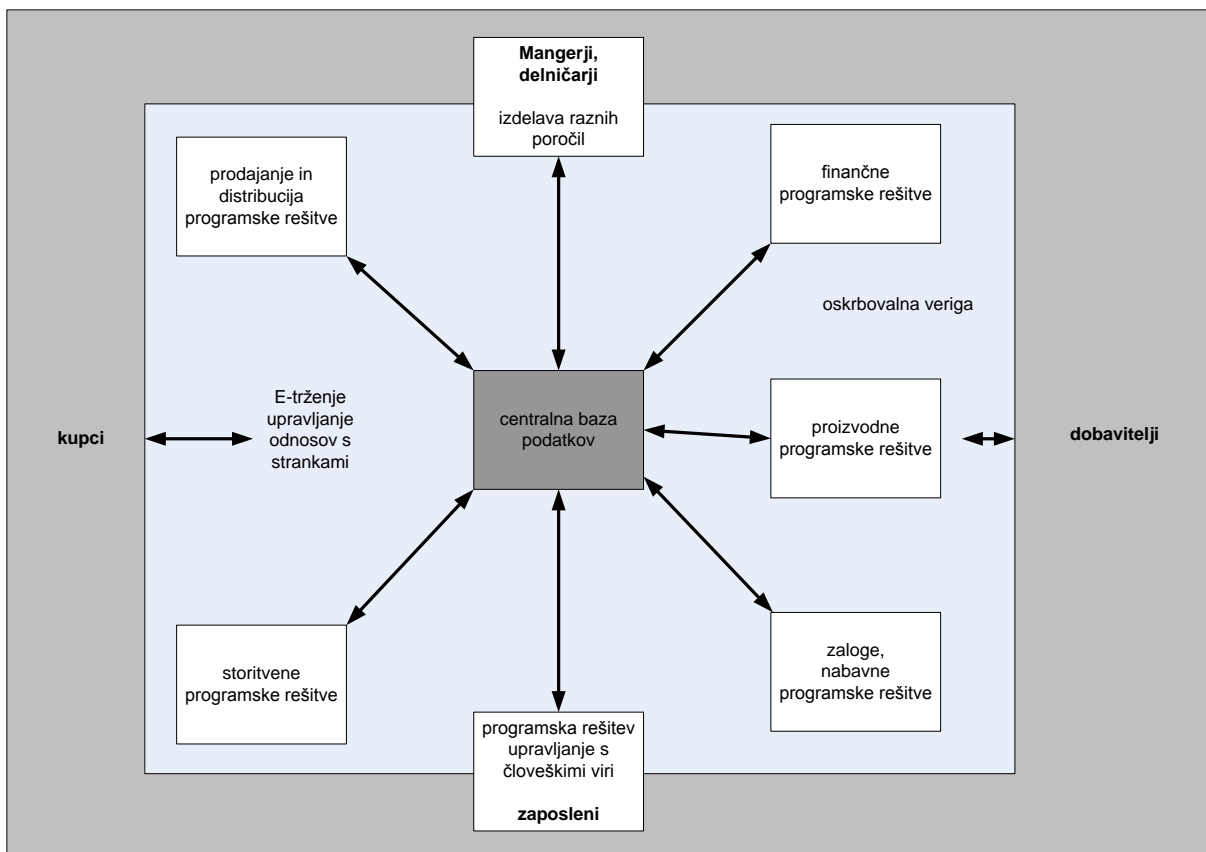 Mangerji,
delničarji
izdelava raznih
poročil
prodajanje in
distribucija
programske rešitve
finančne
programske rešitve
oskrbovalna veriga
kupci
E-trženje
upravljanje
odnosov s
strankami
centralna baza
podatkov
proizvodne
programske rešitve
dobavitelji
storitvene
programske rešitve
zaloge,
nabavne
programske rešitve
programska rešitev
upravljanje s
človeškimi viri
zaposleni